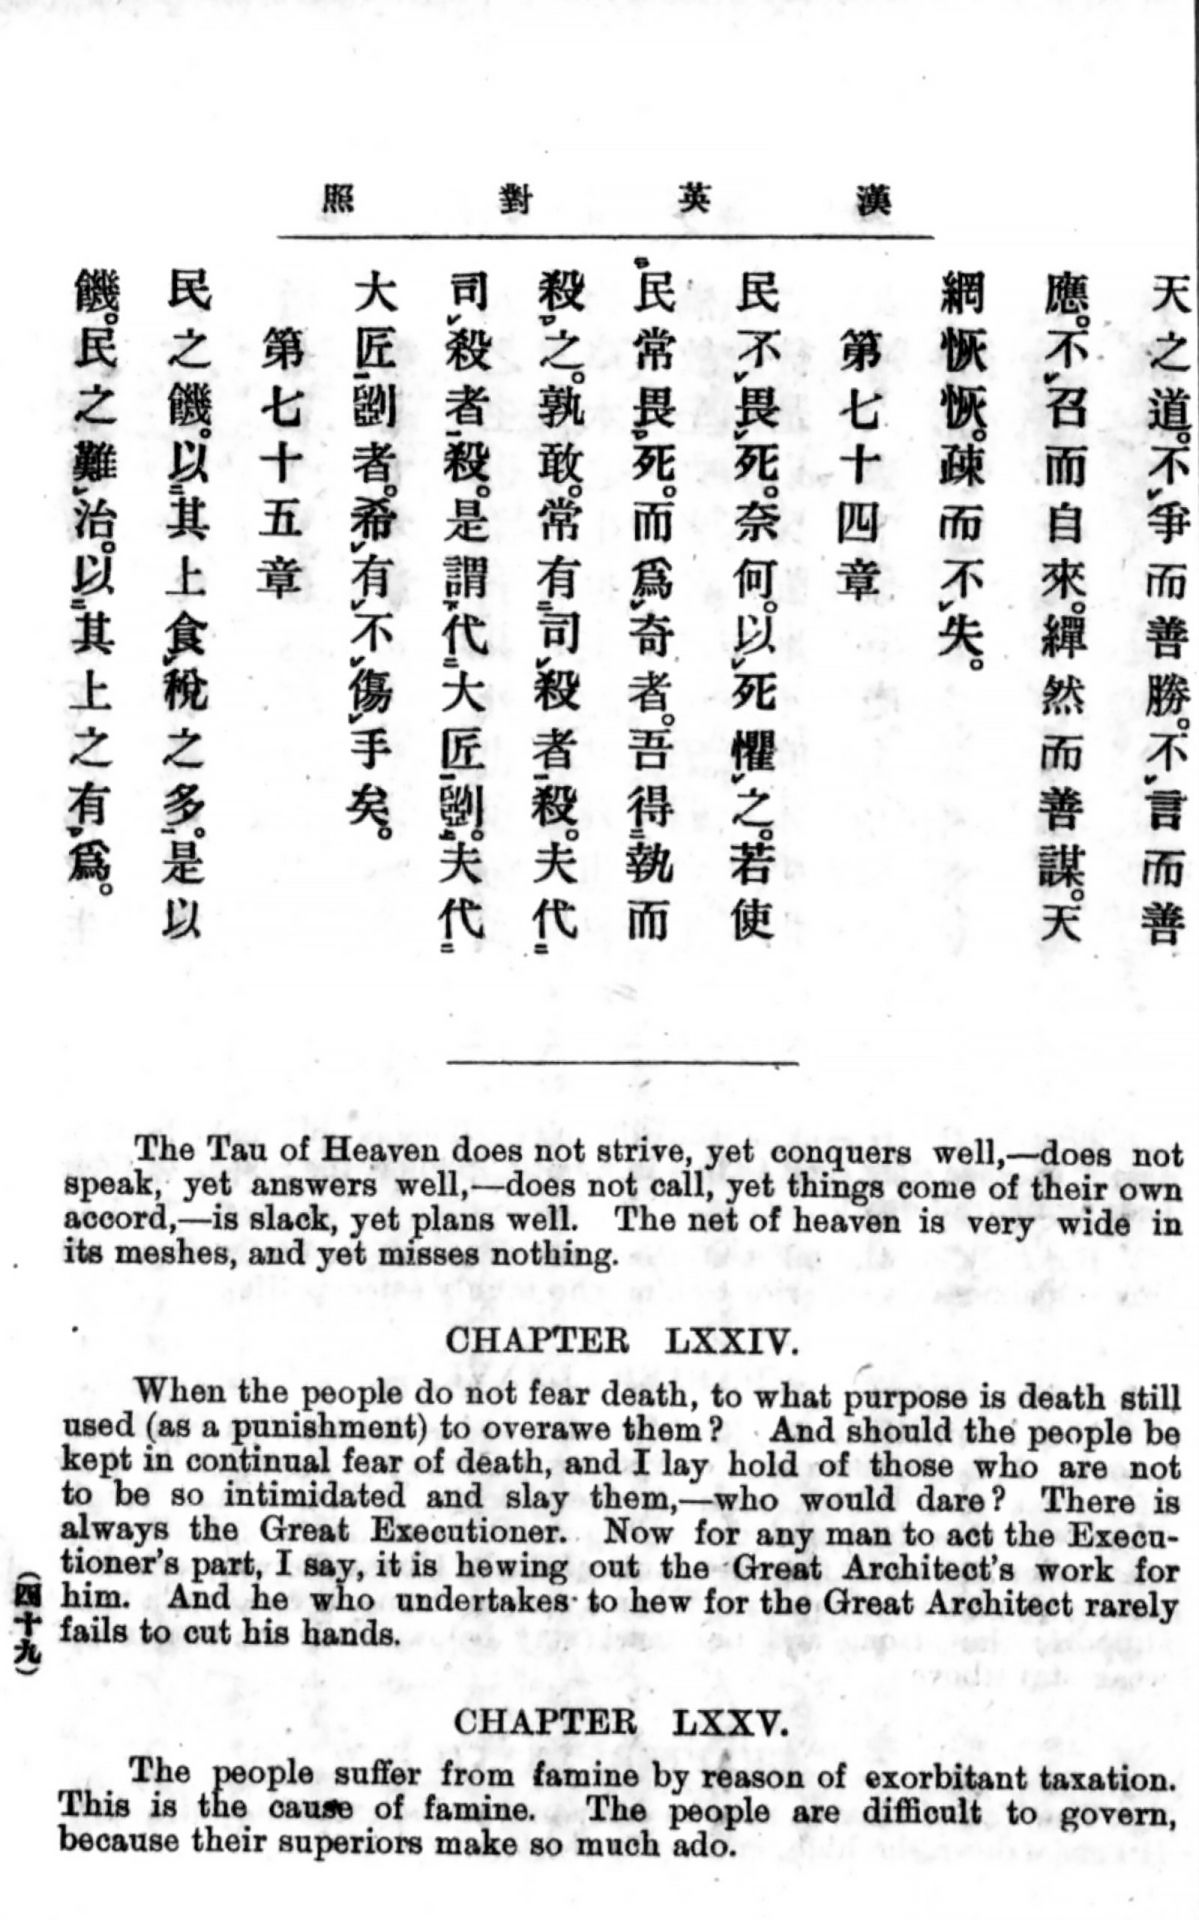 漢英對照
天之道。不爭而善勝。不言而善
應。不召而自來。繟然而善謀。天
網恢恢。疎而不失。
第七十四章
民不畏死。奈何。以死懼之。若使
民常畏死。而爲奇者。吾得執而
殺之。孰敢。常有司殺者殺。夫代
司殺者殺。是謂代大匠劉。夫代
大匠劉者。希有不傷手矣。
第七十五章
民之饑。以其上食稅之多。是以
饑。民之難治。以其上之有爲。
The Tau of Heaven does not strive, yet conquers well,—does not
speak, yet answers well,—does not call, yet things come of their own
accord,—is slack, yet plans well. The net of heaven is very wide in
its meshes, and yet misses nothing.
CHAPTER LXXIV.
When the people do not fear death, to what purpose is death still
used (as a punishment) to overawe them? And should the people be
kept in continual fear of death, and I lay hold of those who are not
to be so intimidated and slay them,—who would dare? There is
always the Great Executioner. Now for any man to act the Execu-
tioner's part, I say, it is hewing out the Great Architect's work for
him. And he who undertakes to hew for the Great Architect rarely
fails to cut his hands.
CHAPTER LXXV.
The people suffer from famine by reason of exorbitant taxation.
This is the cause of famine. The people are difficult to govern,
because their superiors make so much ado.
(四十九)